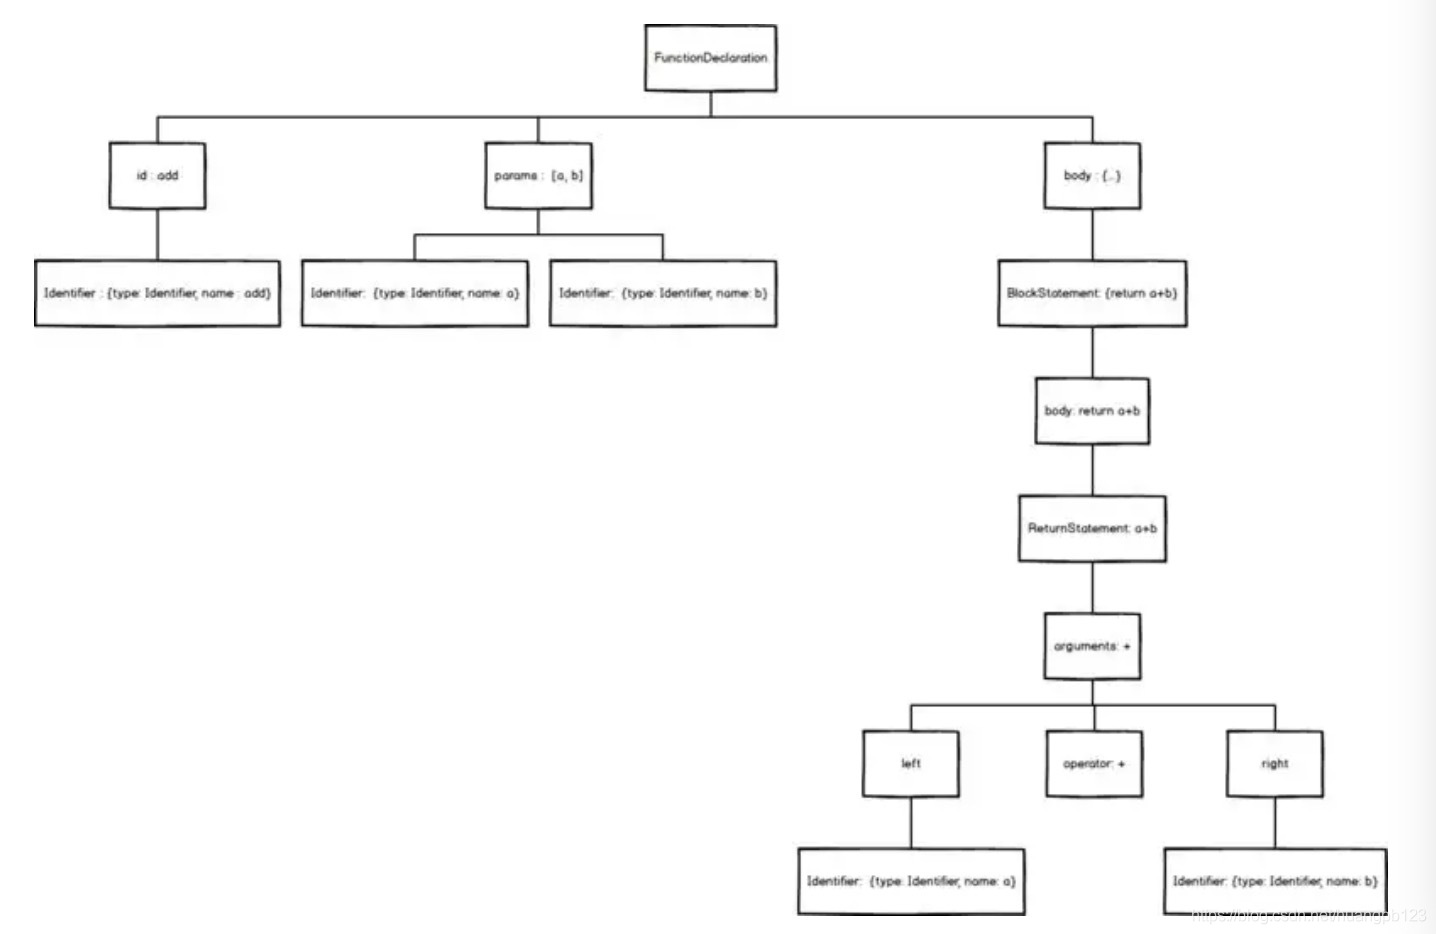 FunctionDeclaration
id : add
params : [a, b]
body : {..}
Identifier : {type: Identifier, name : add}
Identifier: {type: Identifier, name: a}
Identifier: {type: Identifier, name: b}
BlockStatement: {return a+b}
body: return a+b
ReturnStatement: a+b
arguments: +
left
operator: +
right
Identifier: {type: Identifier, name: a}
Identifier: {type: Identifier, name: b}
https://blog.csdn.net/huangpb123